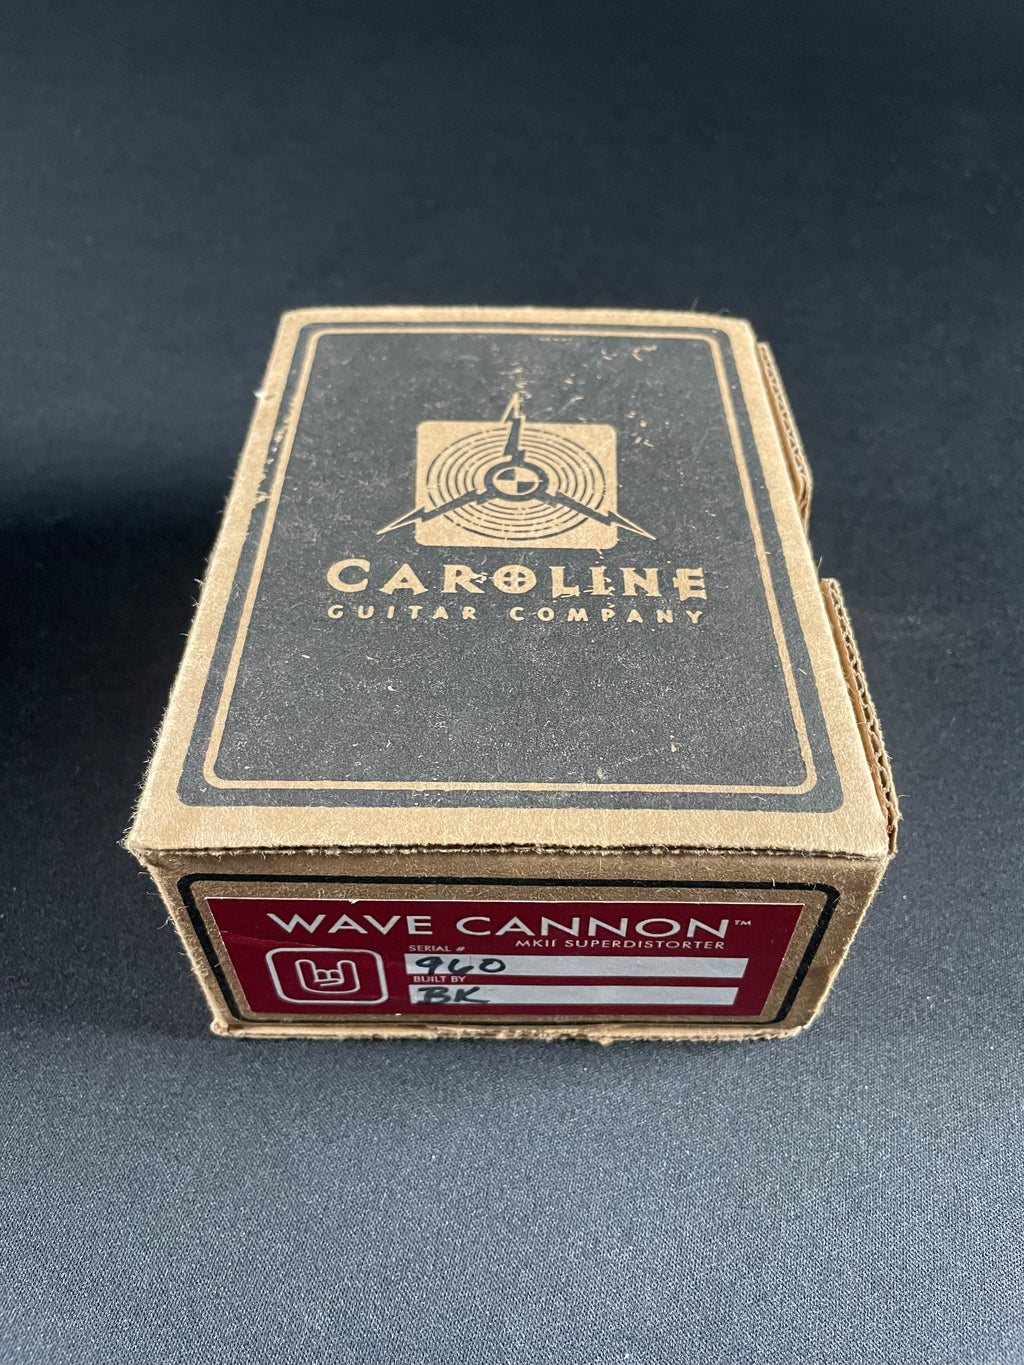 CAROLINE
GUITAR COMPANY
WAVE CANNON™
MKII SUPERDISTORTER
SERIAL #
960
BUILT BY
BK